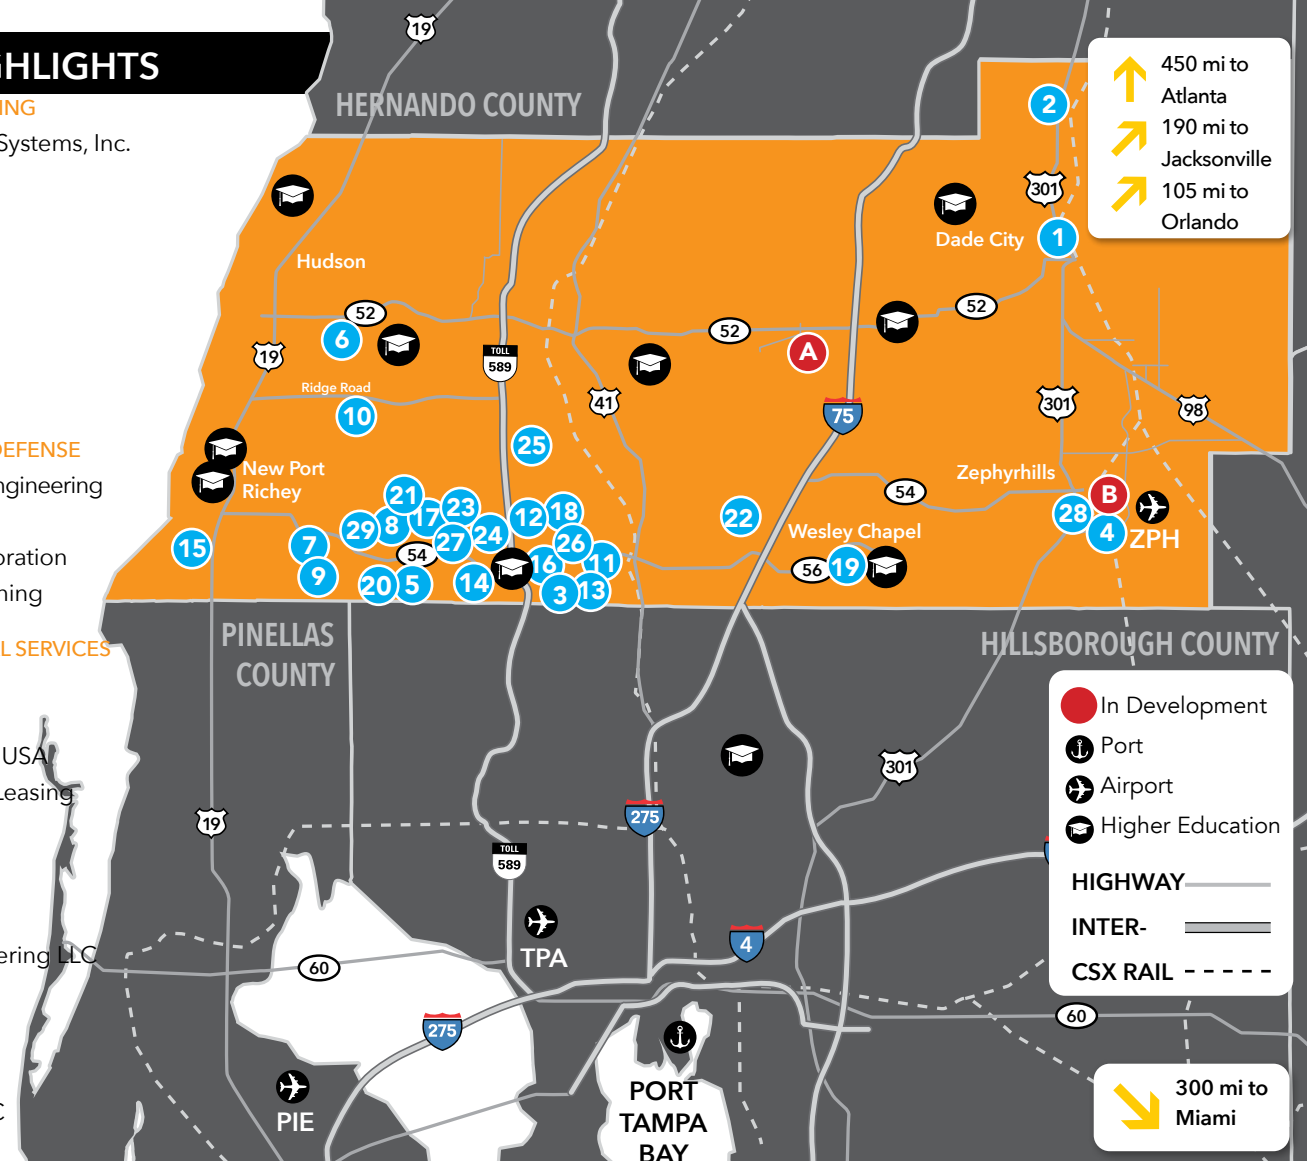 GHLIGHTS
ING
Systems, Inc.
DEFENSE
ngineering
oration
ning
L SERVICES
USA
Leasing
ering LLC
C
19
HERNANDO COUNTY
2
450 mi to
Atlanta
190 mi to
Jacksonville
105 mi to
Orlando
301
Dade City
1
Hudson
52
6
52
52
A
19
TOLL
589
Ridge Road
10
41
75
301
98
25
New Port
Richey
Zephyrhills
54
B
28
4
ZPH
21
17
23
29
8
27
24
12
18
26
22
Wesley Chapel
15
7
54
16
11
56
19
9
20
5
14
3
13
PINELLAS
COUNTY
HILLSBOROUGH COUNTY
In Development
Port
Airport
Higher Education
HIGHWAY
INTER-
CSX RAIL
301
19
275
TOLL
589
TPA
4
60
60
275
PIE
PORT
TAMPA
BAY
300 mi to
Miami